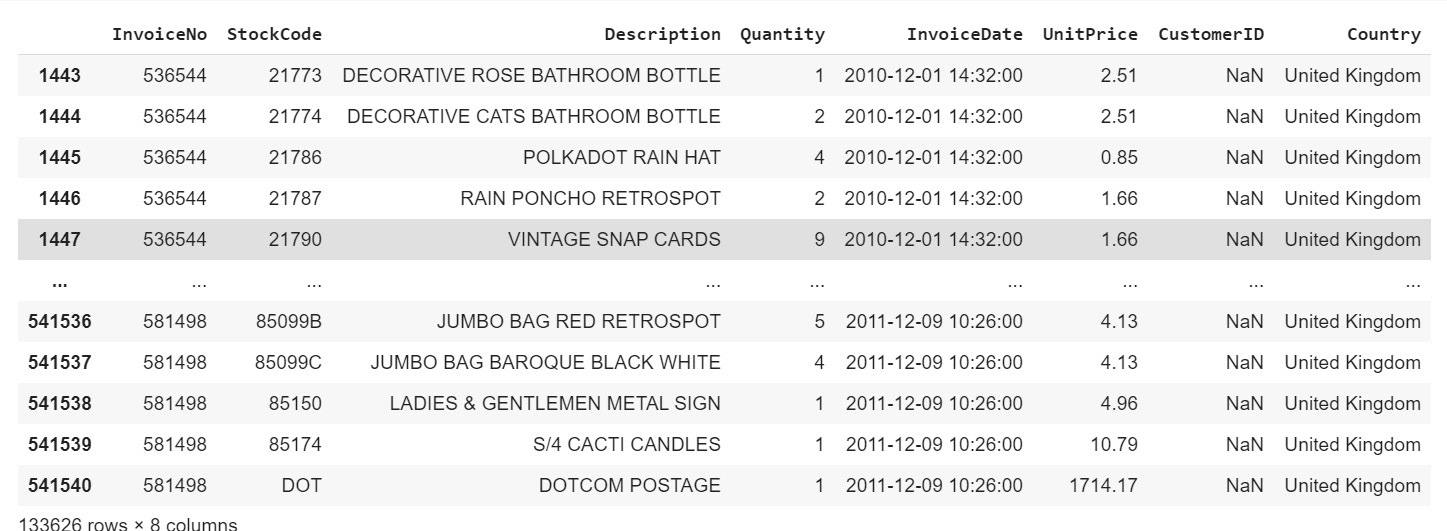 InvoiceNo StockCode Description Quantity InvoiceDate UnitPrice CustomerID Country
1443 536544 21773 DECORATIVE ROSE BATHROOM BOTTLE 1 2010-12-01 14:32:00 2.51 NaN United Kingdom
1444 536544 21774 DECORATIVE CATS BATHROOM BOTTLE 2 2010-12-01 14:32:00 2.51 NaN United Kingdom
1445 536544 21786 POLKADOT RAIN HAT 4 2010-12-01 14:32:00 0.85 NaN United Kingdom
1446 536544 21787 RAIN PONCHO RETROSPOT 2 2010-12-01 14:32:00 1.66 NaN United Kingdom
1447 536544 21790 VINTAGE SNAP CARDS 9 2010-12-01 14:32:00 1.66 NaN United Kingdom
... ... ... ... ... ... ... ... ...
541536 581498 85099B JUMBO BAG RED RETROSPOT 5 2011-12-09 10:26:00 4.13 NaN United Kingdom
541537 581498 85099C JUMBO BAG BAROQUE BLACK WHITE 4 2011-12-09 10:26:00 4.13 NaN United Kingdom
541538 581498 85150 LADIES & GENTLEMEN METAL SIGN 1 2011-12-09 10:26:00 4.96 NaN United Kingdom
541539 581498 85174 S/4 CACTI CANDLES 1 2011-12-09 10:26:00 10.79 NaN United Kingdom
541540 581498 DOT DOTCOM POSTAGE 1 2011-12-09 10:26:00 1714.17 NaN United Kingdom
133626 rows × 8 columns